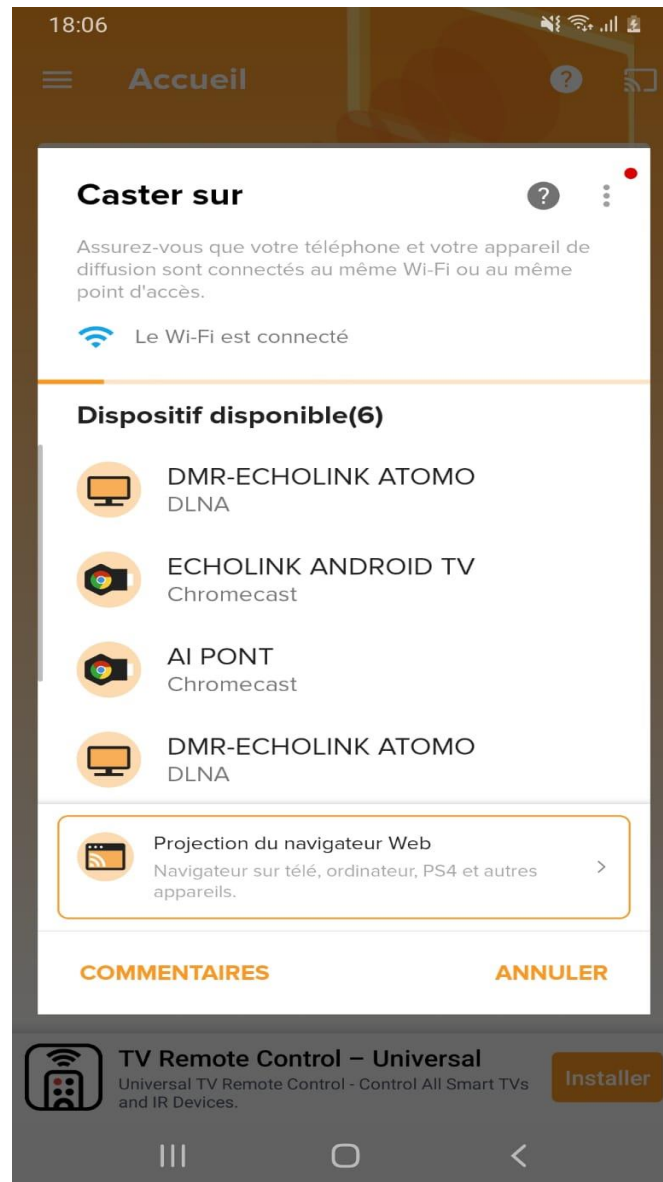 18:06
Accueil
?
Caster sur
?
Assurez-vous que votre téléphone et votre appareil de
diffusion sont connectés au même Wi-Fi ou au même
point d'accès.
Le Wi-Fi est connecté
Dispositif disponible(6)
DMR-ECHOLINK ATOMO
DLNA
ECHOLINK ANDROID TV
Chromecast
AI PONT
Chromecast
DMR-ECHOLINK ATOMO
DLNA
Projection du navigateur Web
Navigateur sur télé, ordinateur, PS4 et autres
appareils.
COMMENTAIRES
ANNULER
TV Remote Control – Universal
Universal TV Remote Control - Control All Smart TVs
and IR Devices.
Installer